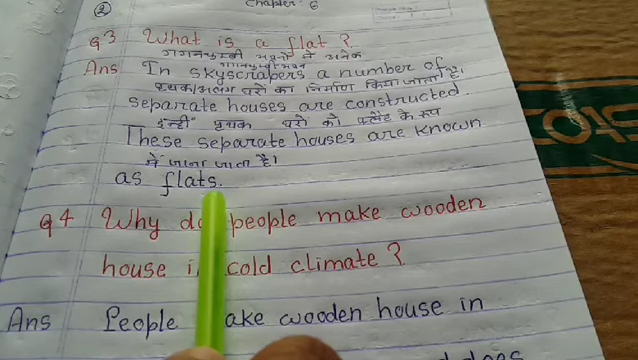 2
Chapter- 6
Q3 What is a flat ?
गगनचुम्बी भवनों में अनेक
Ans In skyscrapers a number of
पृथक/अलग घरों का निर्माण किया जाता है।
separate houses are constructed.
इन्हीं पृथक घरों को फ्लैट के रूप
These separate houses are known
में जाना जाता है।
as flats.
Q4 Why do people make wooden
house in cold climate ?
Ans People make wooden house in
does